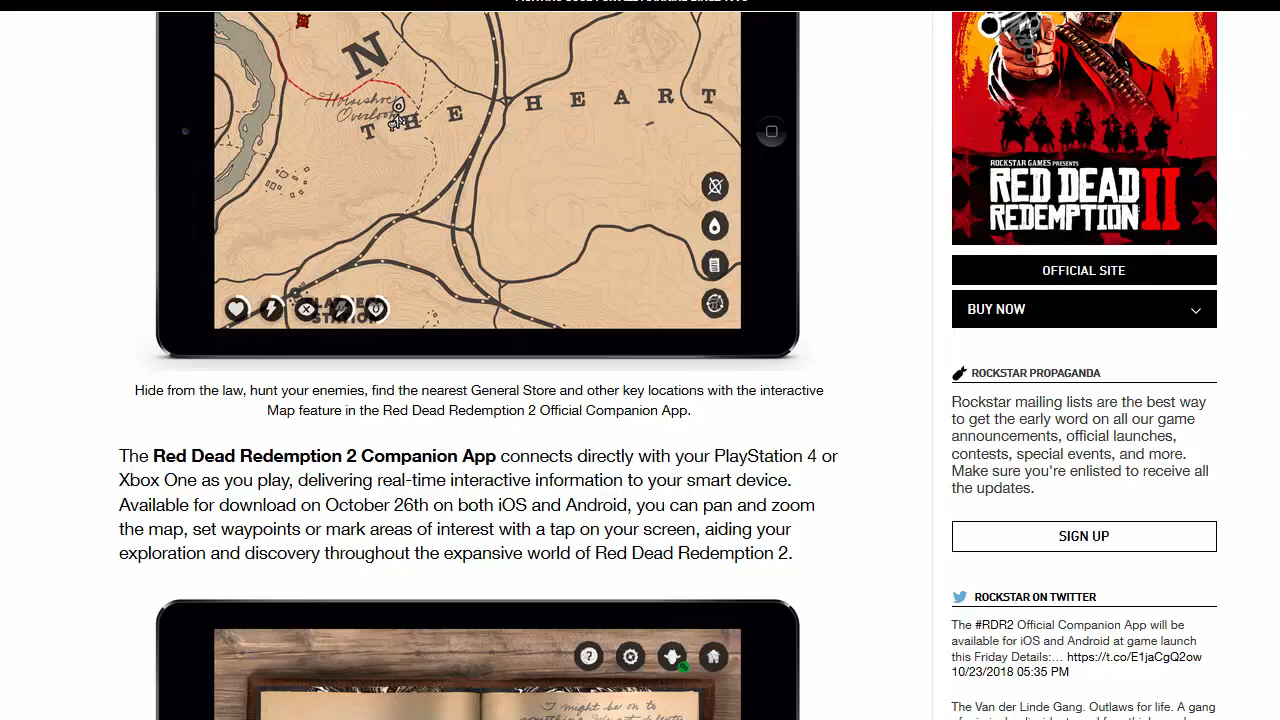 N
Horseshoe
Overlook
THE HEART
STATION
Hide from the law, hunt your enemies, find the nearest General Store and other key locations with the interactive
Map feature in the Red Dead Redemption 2 Official Companion App.
The Red Dead Redemption 2 Companion App connects directly with your PlayStation 4 or
Xbox One as you play, delivering real-time interactive information to your smart device.
Available for download on October 26th on both iOS and Android, you can pan and zoom
the map, set waypoints or mark areas of interest with a tap on your screen, aiding your
exploration and discovery throughout the expansive world of Red Dead Redemption 2.
?
I might be on to
ROCKSTAR GAMES PRESENTS
RED DEAD
REDEMPTION II
OFFICIAL SITE
BUY NOW
ROCKSTAR PROPAGANDA
Rockstar mailing lists are the best way
to get the early word on all our game
announcements, official launches,
contests, special events, and more.
Make sure you're enlisted to receive all
the updates.
SIGN UP
ROCKSTAR ON TWITTER
The #RDR2 Official Companion App will be
available for iOS and Android at game launch
this Friday Details:... https://t.co/E1jaCgQ2ow
10/23/2018 05:35 PM
The Van der Linde Gang. Outlaws for life. A gang